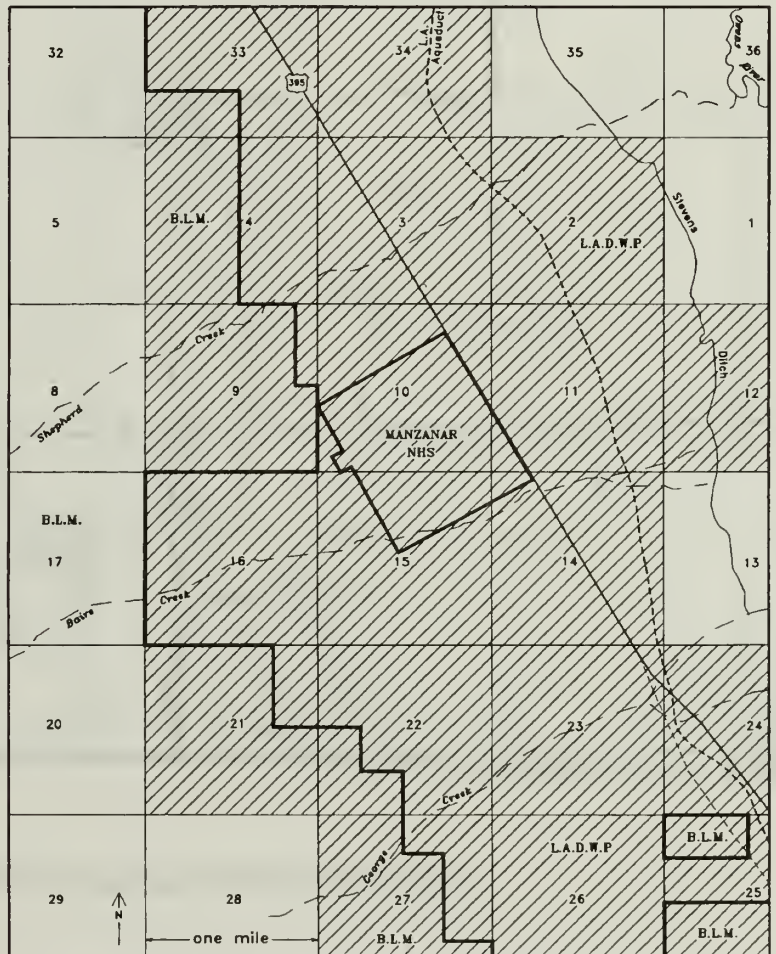 32
33
34
35
36
L.A.
Aqueduct
Owens River
395
5
B.L.M.
4
3
2
1
L.A.D.W.P.
Stevens
Ditch
Shepherd
Creek
8
9
10
11
12
MANZANAR
NHS
B.L.M.
17
16
15
14
13
Bairs
Creek
20
21
22
23
24
George
Creek
B.L.M.
L.A.D.W.P
29
28
27
26
25
N
one mile
B.L.M.
B.L.M.